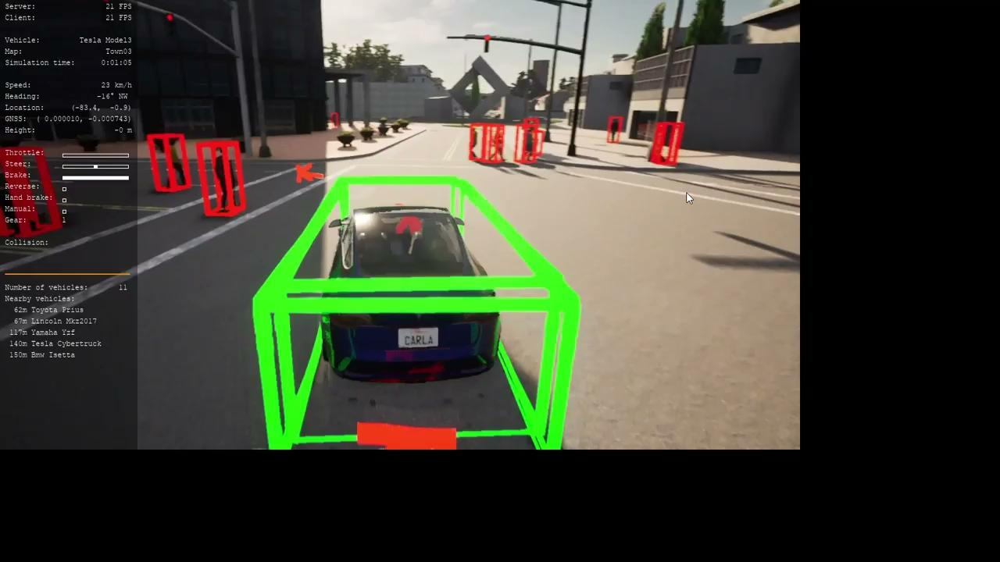 Server: 21 FPS
Client: 21 FPS
Vehicle: Tesla Model3
Map: Town03
Simulation time: 0:01:05
Speed: 23 km/h
Heading: -16° NW
Location: (-83.4, -0.9)
GNSS: ( 0.000010, -0.000743)
Height: -0 m
Throttle:
Steer:
Brake:
Reverse:
Hand brake:
Manual:
Gear: 1
Collision:
Number of vehicles: 11
Nearby vehicles:
62m Toyota Prius
67m Lincoln Mkz2017
117m Yamaha Yzf
140m Tesla Cybertruck
150m Bmw Isetta
CARLA